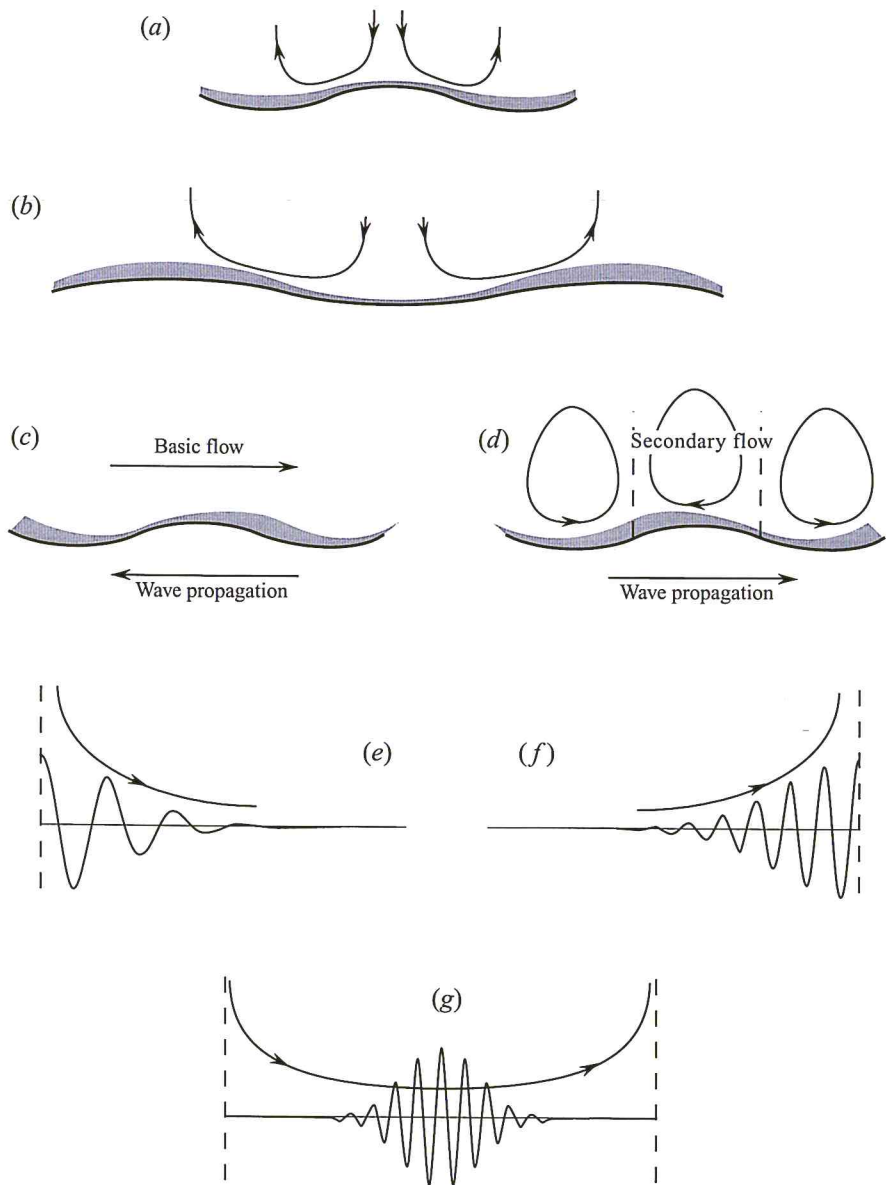 (a)
(b)
(c)
Basic flow
Wave propagation
(d)
Secondary flow
Wave propagation
(e)
(f)
(g)